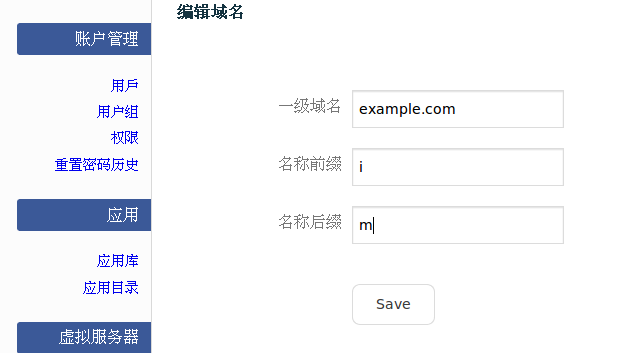 编辑域名
账户管理
用戶
用户组
权限
重置密码历史
应用
应用库
应用目录
虚拟服务器
一级域名 example.com
名称前缀 i
名称后缀 m
Save